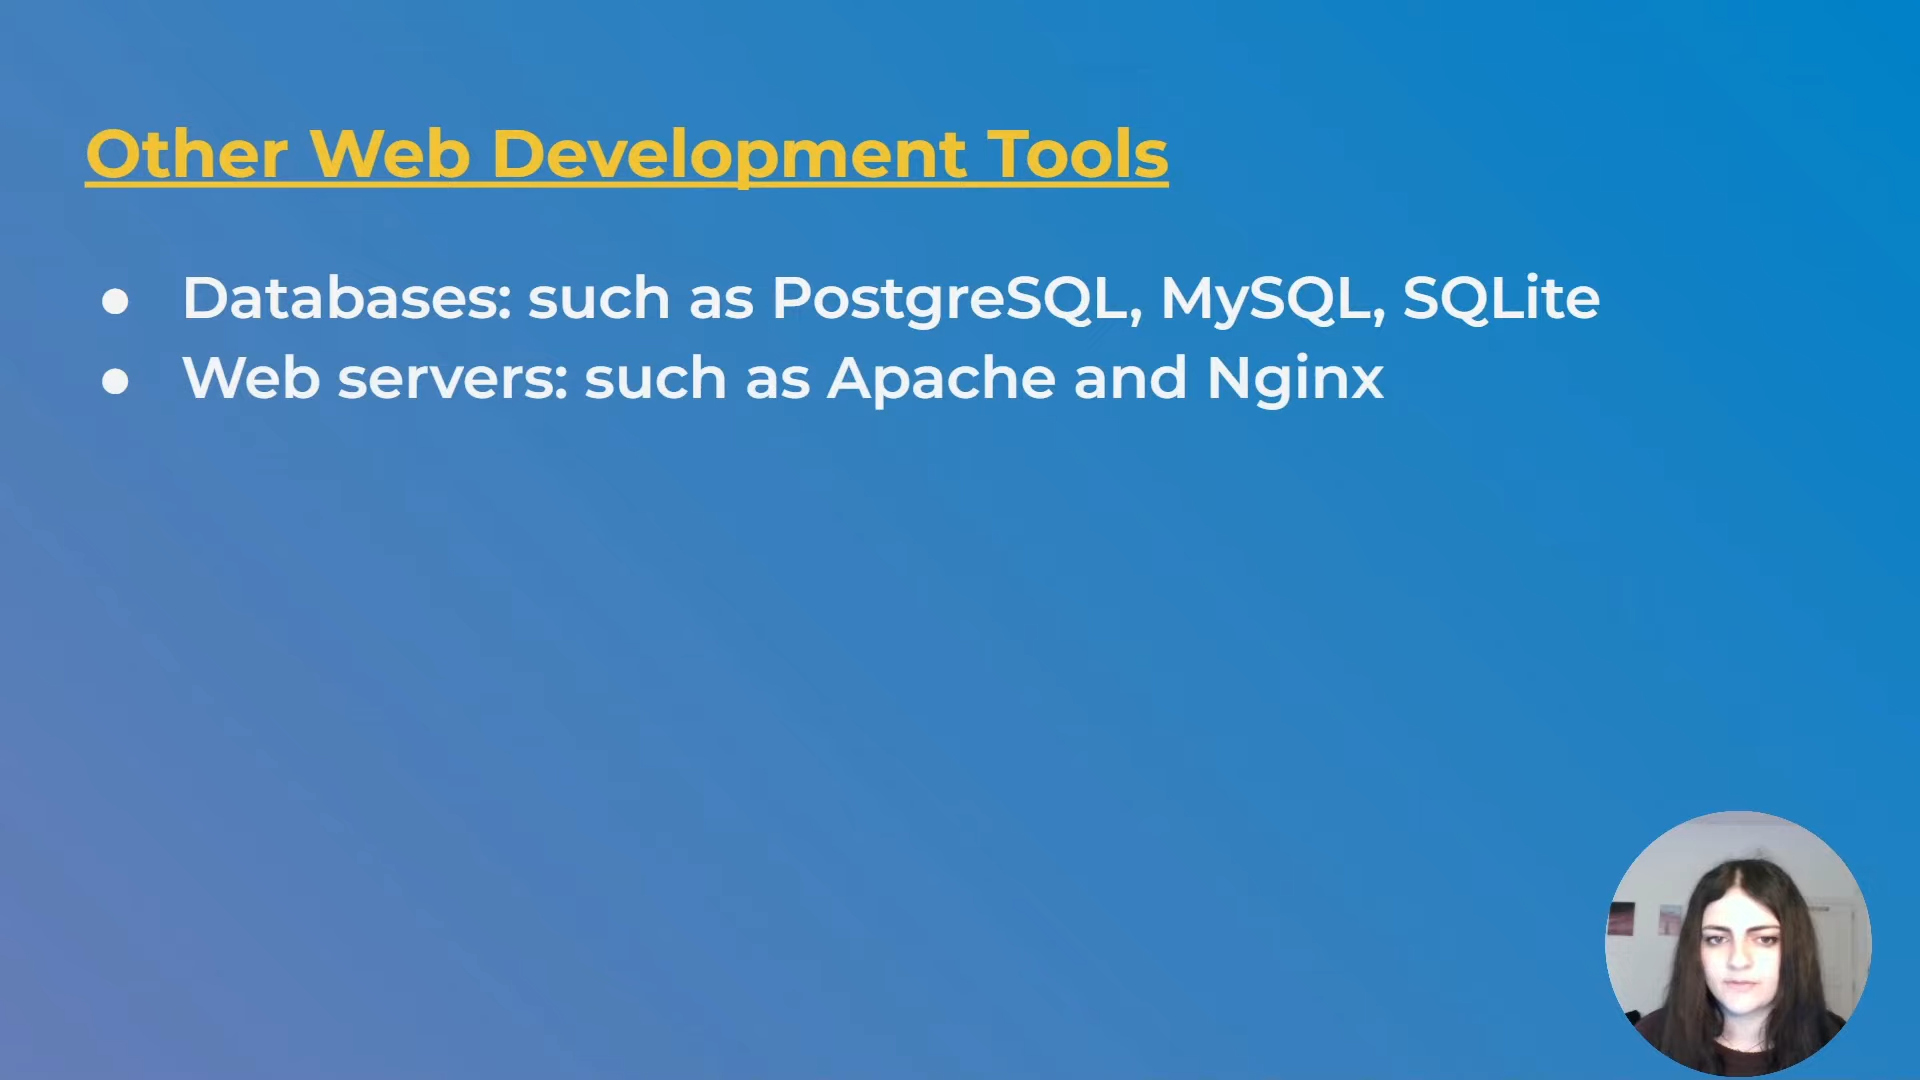 Other Web Development Tools
● Databases: such as PostgreSQL, MySQL, SQLite
● Web servers: such as Apache and Nginx